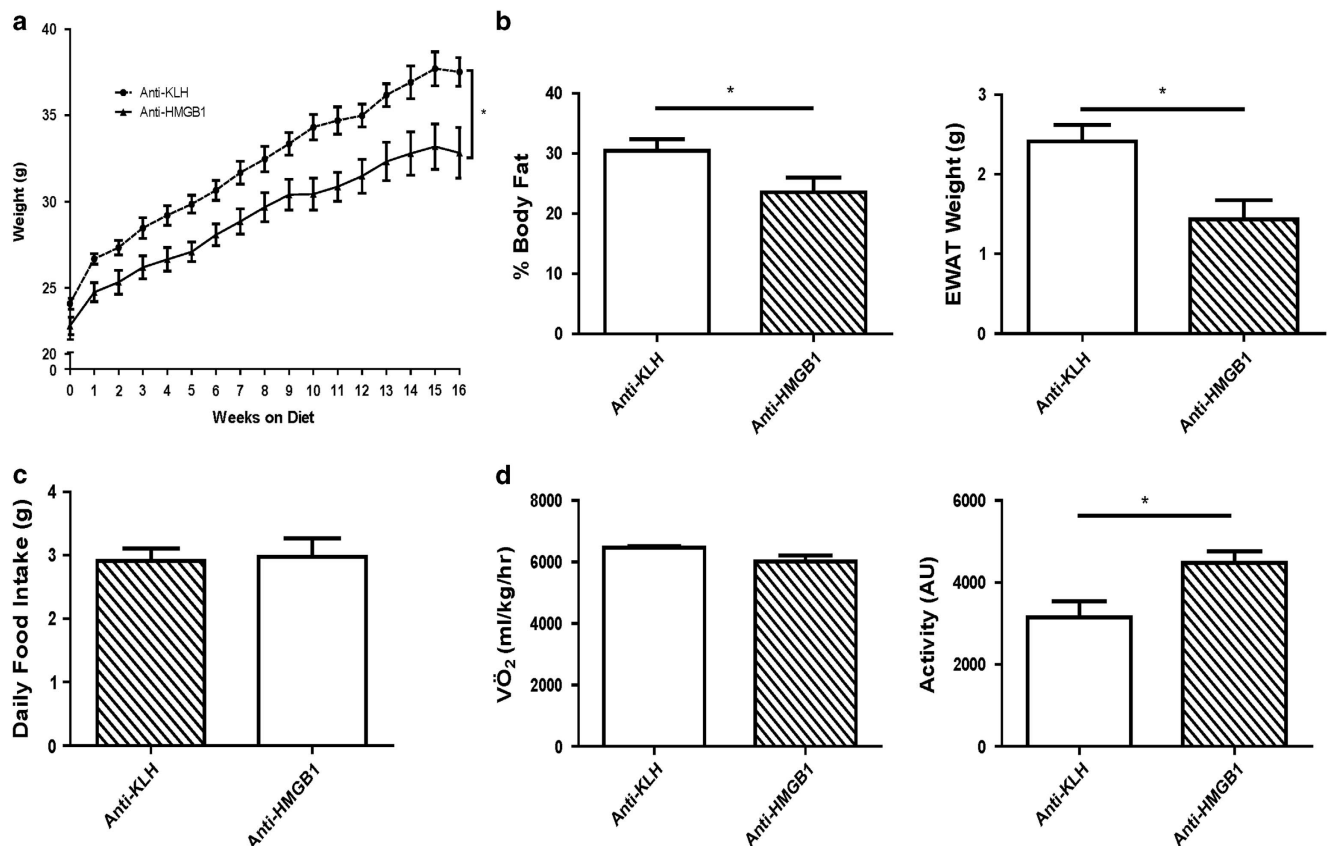 a
40
35
30
25
20
0
Weight (g)
Anti-KLH
Anti-HMGB1
*
0 1 2 3 4 5 6 7 8 9 10 11 12 13 14 15 16
Weeks on Diet
b
40
30
20
10
0
% Body Fat
*
Anti-KLH
Anti-HMGB1
3
2
1
0
EWAT Weight (g)
*
Anti-KLH
Anti-HMGB1
c
4
3
2
1
0
Daily Food Intake (g)
Anti-KLH
Anti-HMGB1
d
8000
6000
4000
2000
0
VÖ₂ (ml/kg/hr)
Anti-KLH
Anti-HMGB1
6000
4000
2000
0
Activity (AU)
*
Anti-KLH
Anti-HMGB1